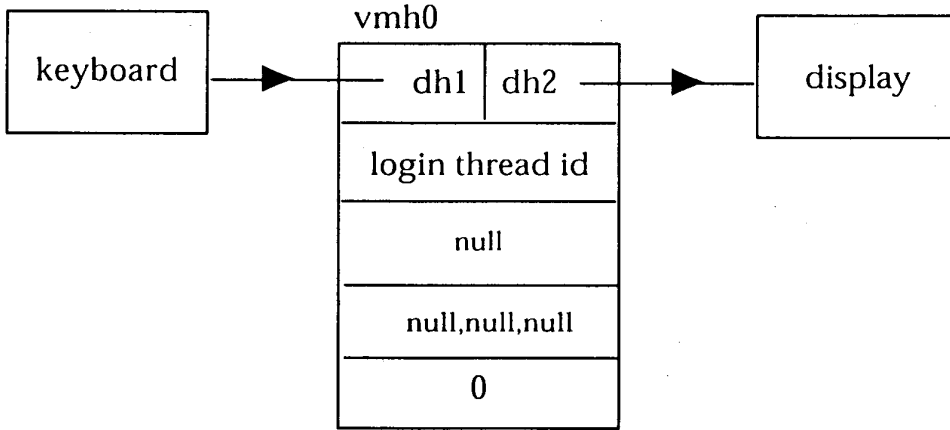 vmh0
keyboard
dh1 dh2
display
login thread id
null
null,null,null
0